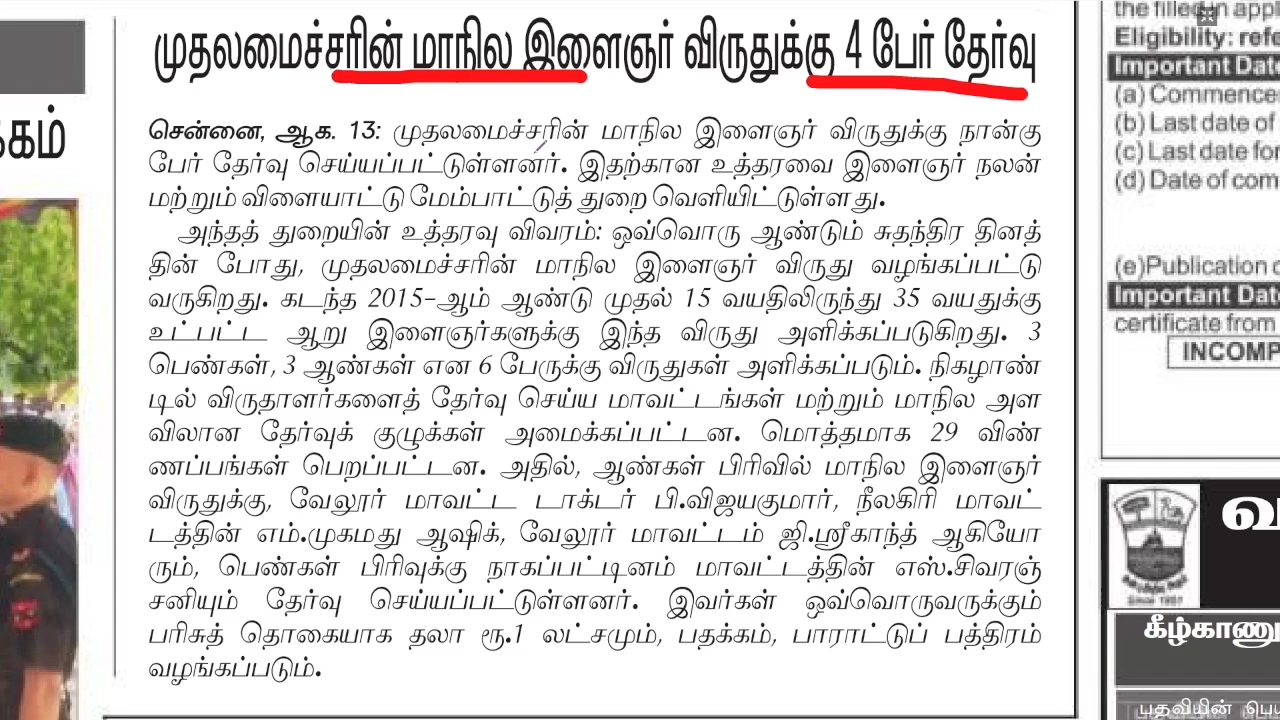 முதலமைச்சரின் மாநில இளைஞர் விருதுக்கு 4 பேர் தேர்வு
சென்னை, ஆக. 13: முதலமைச்சரின் மாநில இளைஞர் விருதுக்கு நான்கு
பேர் தேர்வு செய்யப்பட்டுள்ளனர். இதற்கான உத்தரவை இளைஞர் நலன்
மற்றும் விளையாட்டு மேம்பாட்டுத் துறை வெளியிட்டுள்ளது.
அந்தத் துறையின் உத்தரவு விவரம்: ஒவ்வொரு ஆண்டும் சுதந்திர தினத்
தின் போது, முதலமைச்சரின் மாநில இளைஞர் விருது வழங்கப்பட்டு
வருகிறது. கடந்த 2015-ஆம் ஆண்டு முதல் 15 வயதிலிருந்து 35 வயதுக்கு
உட்பட்ட ஆறு இளைஞர்களுக்கு இந்த விருது அளிக்கப்படுகிறது. 3
பெண்கள், 3 ஆண்கள் என 6 பேருக்கு விருதுகள் அளிக்கப்படும். நிகழாண்
டில் விருதாளர்களைத் தேர்வு செய்ய மாவட்டங்கள் மற்றும் மாநில அள
விலான தேர்வுக் குழுக்கள் அமைக்கப்பட்டன. மொத்தமாக 29 விண்
ணப்பங்கள் பெறப்பட்டன. அதில், ஆண்கள் பிரிவில் மாநில இளைஞர்
விருதுக்கு, வேலூர் மாவட்ட டாக்டர் பி.விஜயகுமார், நீலகிரி மாவட்
டத்தின் எம்.முகமது ஆஷிக், வேலூர் மாவட்டம் ஜி.ஸ்ரீகாந்த் ஆகியோ
ரும், பெண்கள் பிரிவுக்கு நாகப்பட்டினம் மாவட்டத்தின் எஸ்.சிவரஞ்
சனியும் தேர்வு செய்யப்பட்டுள்ளனர். இவர்கள் ஒவ்வொருவருக்கும்
பரிசுத் தொகையாக தலா ரூ.1 லட்சமும், பதக்கம், பாராட்டுப் பத்திரம்
வழங்கப்படும்.
கம்
the filled in appl
Eligibility: refe
Important Date
(a) Commence
(b) Last date of
(c) Last date for
(d) Date of com
(e) Publication o
Important Date
certificate from
INCOMP
வ
Since 1957
கீழ்காணு
பதவியின் பெய